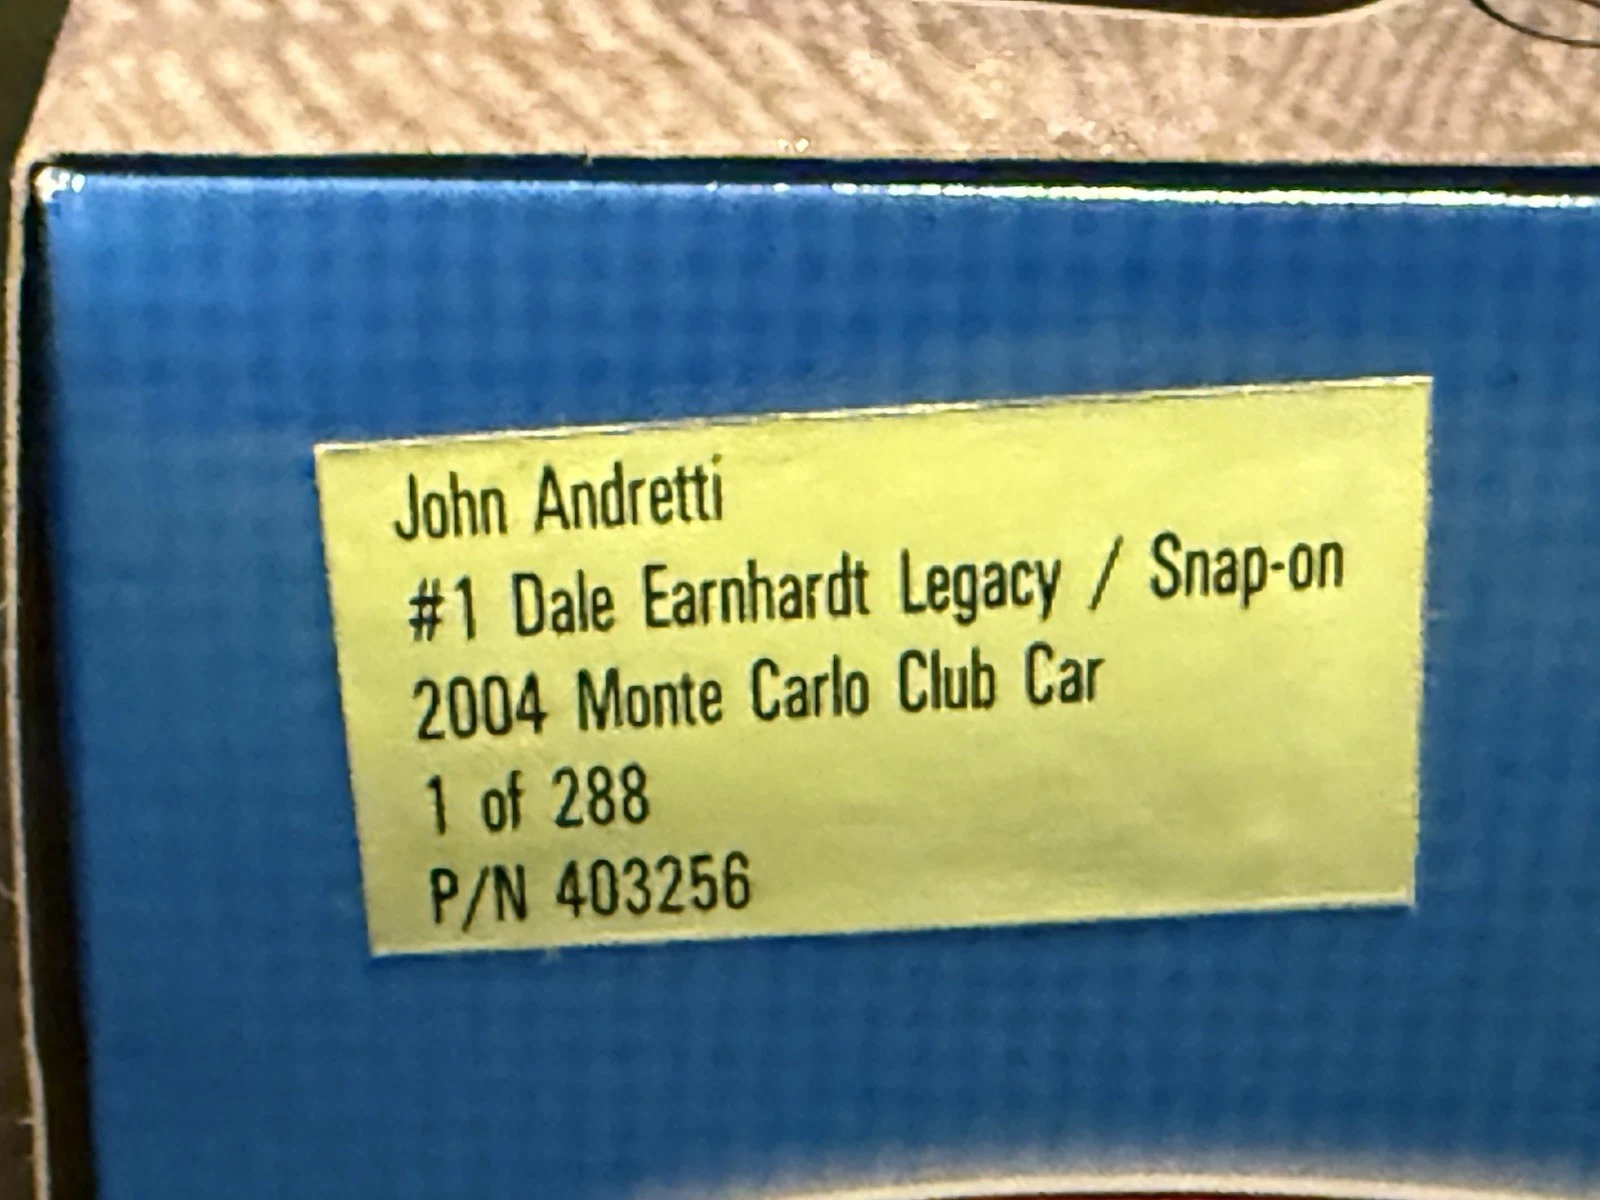 John Andretti
#1 Dale Earnhardt Legacy / Snap-on
2004 Monte Carlo Club Car
1 of 288
P/N 403256